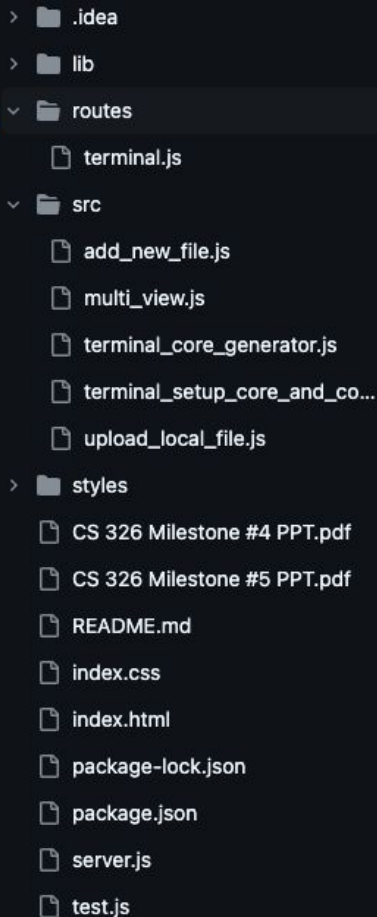 .idea
lib
routes
terminal.js
src
add_new_file.js
multi_view.js
terminal_core_generator.js
terminal_setup_core_and_co...
upload_local_file.js
styles
CS 326 Milestone #4 PPT.pdf
CS 326 Milestone #5 PPT.pdf
README.md
index.css
index.html
package-lock.json
package.json
server.js
test.js